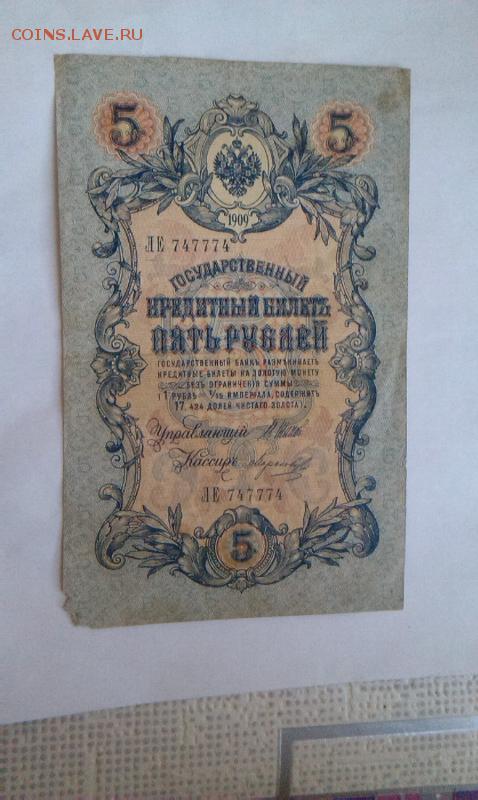 COINS.LAVE.RU
5 5
1909
ЛЕ 747774
ГОСУДАРСТВЕННЫЙ
КРЕДИТНЫЙ БИЛЕТЪ
ПЯТЬ РУБЛЕЙ
ГОСУДАРСТВЕННЫЙ БАНКЪ РАЗМѢНИВАЕТЪ
КРЕДИТНЫЕ БИЛЕТЫ НА ЗОЛОТУЮ МОНЕТУ
БЕЗЪ ОГРАНИЧЕНІЯ СУММЫ
(1 РУБЛЬ = 1/15 ИМПЕРІАЛА, СОДЕРЖИТЪ
17,424 ДОЛЕЙ ЧИСТАГО ЗОЛОТА).
Управляющій
Кассиръ
ЛЕ 747774
5